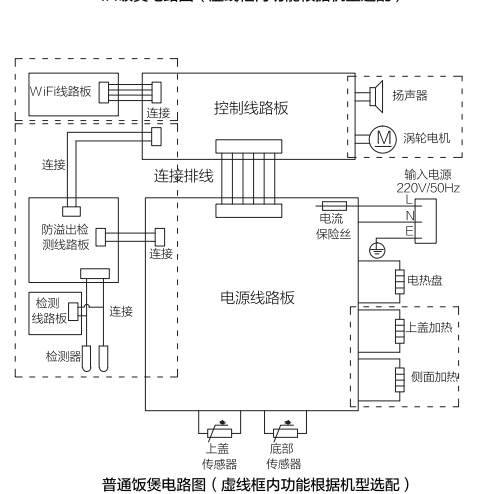 WiFi线路板
连接
控制线路板
扬声器
M
涡轮电机
连接
连接排线
输入电源
220V/50Hz
L
N
E
电流
保险丝
防溢出检
测线路板
连接
电源线路板
电热盘
检测
线路板
连接
上盖加热
检测器
侧面加热
上盖
传感器
底部
传感器
普通饭煲电路图（虚线框内功能根据机型选配）